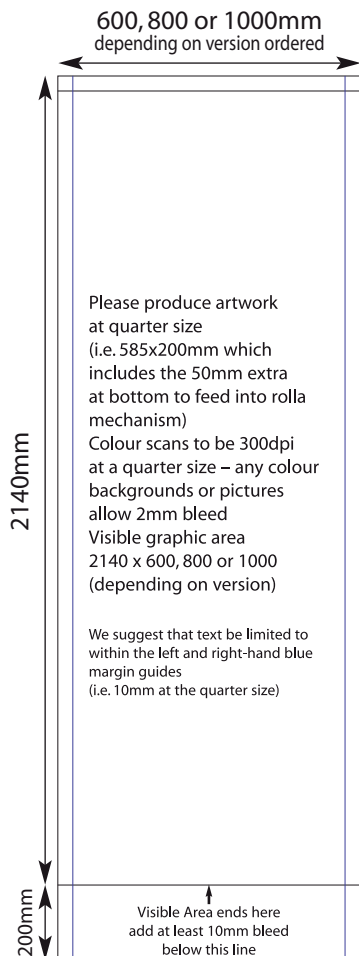 600, 800 or 1000mm
depending on version ordered
2140mm
Please produce artwork
at quarter size
(i.e. 585x200mm which
includes the 50mm extra
at bottom to feed into rolla
mechanism)
Colour scans to be 300dpi
at a quarter size – any colour
backgrounds or pictures
allow 2mm bleed
Visible graphic area
2140 x 600, 800 or 1000
(depending on version)
We suggest that text be limited to
within the left and right-hand blue
margin guides
(i.e. 10mm at the quarter size)
200mm
Visible Area ends here
add at least 10mm bleed
below this line